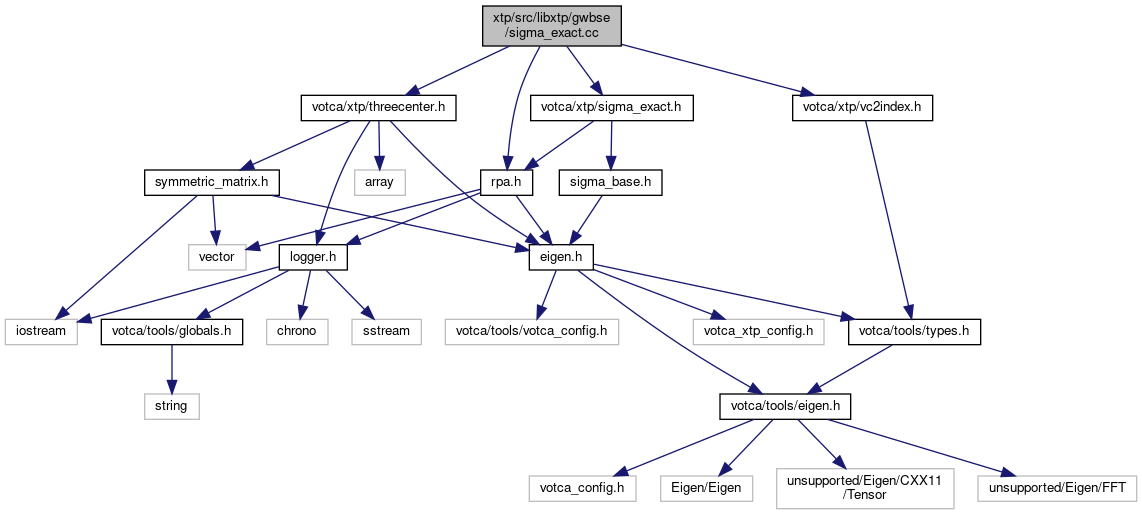 xtp/src/libxtp/gwbse
/sigma_exact.cc
votca/xtp/threecenter.h
votca/xtp/sigma_exact.h
votca/xtp/vc2index.h
symmetric_matrix.h
array
rpa.h
sigma_base.h
vector
logger.h
eigen.h
iostream
votca/tools/globals.h
chrono
sstream
votca/tools/votca_config.h
votca_xtp_config.h
votca/tools/types.h
string
votca/tools/eigen.h
votca_config.h
Eigen/Eigen
unsupported/Eigen/CXX11
/Tensor
unsupported/Eigen/FFT